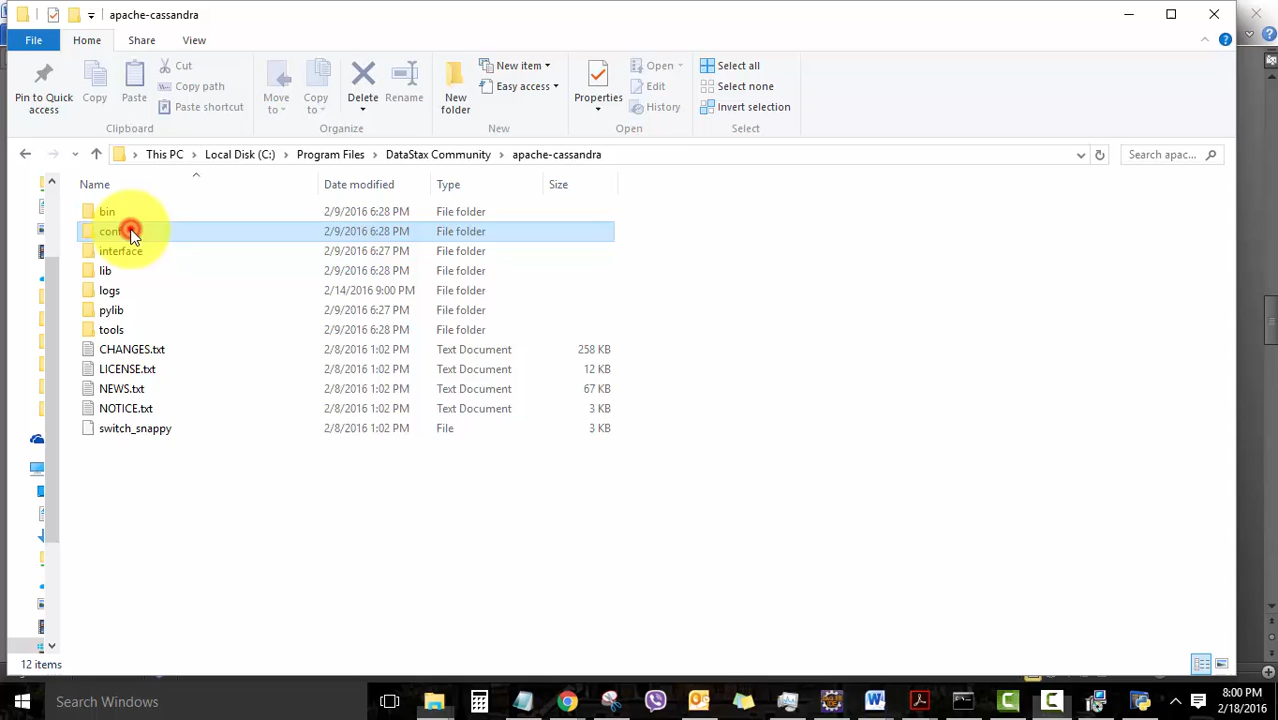 apache-cassandra
File Home Share View
Pin to Quick access
Copy
Paste
Cut
Copy path
Paste shortcut
Clipboard
Move to
Copy to
Delete
Rename
Organize
New folder
New item
Easy access
New
Properties
Open
Edit
History
Open
Select all
Select none
Invert selection
Select
This PC > Local Disk (C:) > Program Files > DataStax Community > apache-cassandra
Search apac...
Name Date modified Type Size
bin 2/9/2016 6:28 PM File folder
2/9/2016 6:28 PM File folder
interface 2/9/2016 6:27 PM File folder
lib 2/9/2016 6:28 PM File folder
logs 2/14/2016 9:00 PM File folder
pylib 2/9/2016 6:27 PM File folder
tools 2/9/2016 6:28 PM File folder
CHANGES.txt 2/8/2016 1:02 PM Text Document 258 KB
LICENSE.txt 2/8/2016 1:02 PM Text Document 12 KB
NEWS.txt 2/8/2016 1:02 PM Text Document 67 KB
NOTICE.txt 2/8/2016 1:02 PM Text Document 3 KB
switch_snappy 2/8/2016 1:02 PM File 3 KB
12 items
Search Windows
8:00 PM
2/18/2016